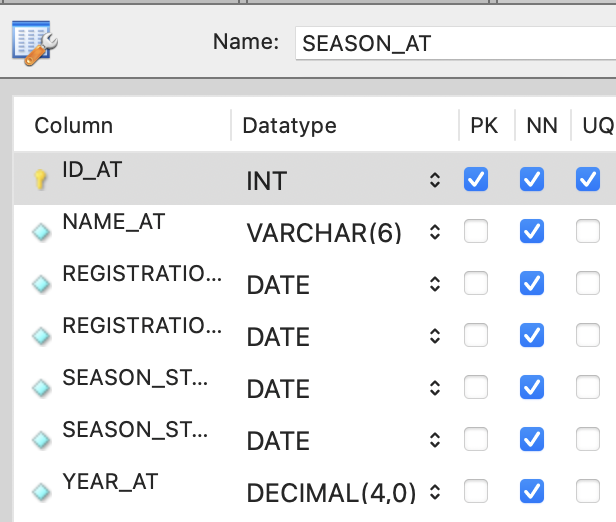 Name: SEASON_AT
Column Datatype PK NN UQ
ID_AT INT
NAME_AT VARCHAR(6)
REGISTRATIO... DATE
REGISTRATIO... DATE
SEASON_ST... DATE
SEASON_ST... DATE
YEAR_AT DECIMAL(4,0)